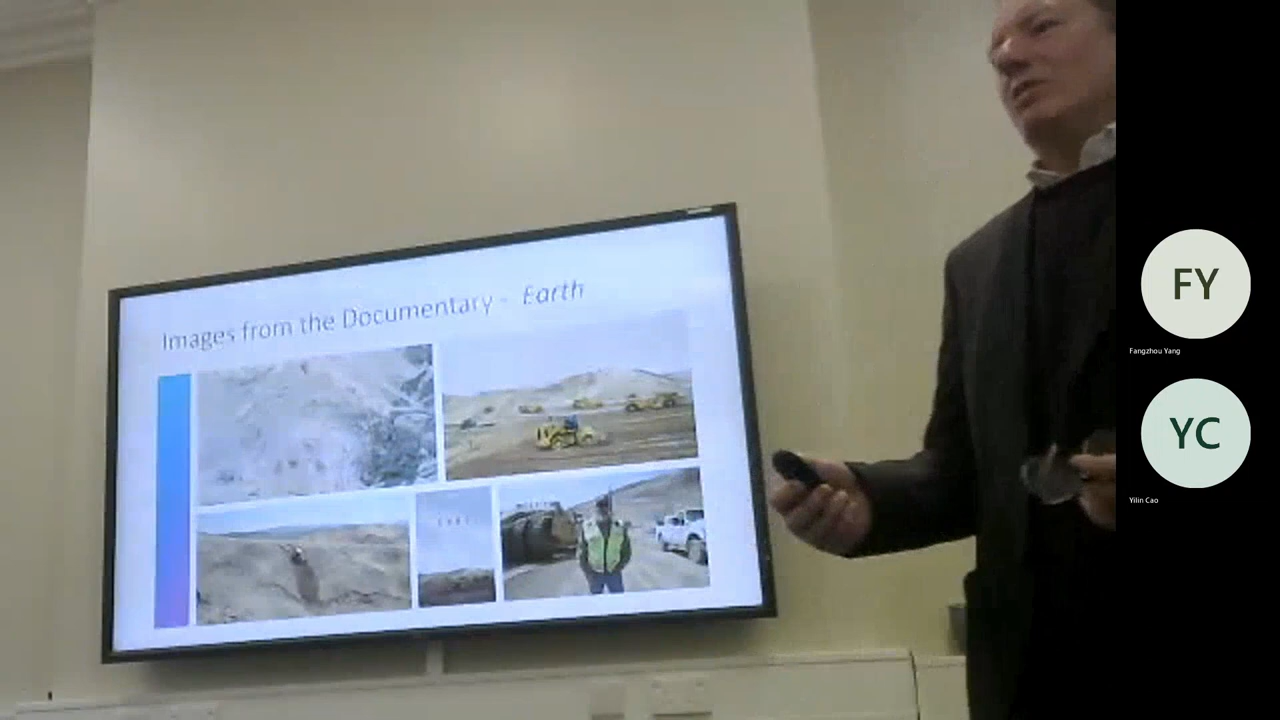 Images from the Documentary - Earth
FY
Fangzhou Yang
YC
Yilin Cao